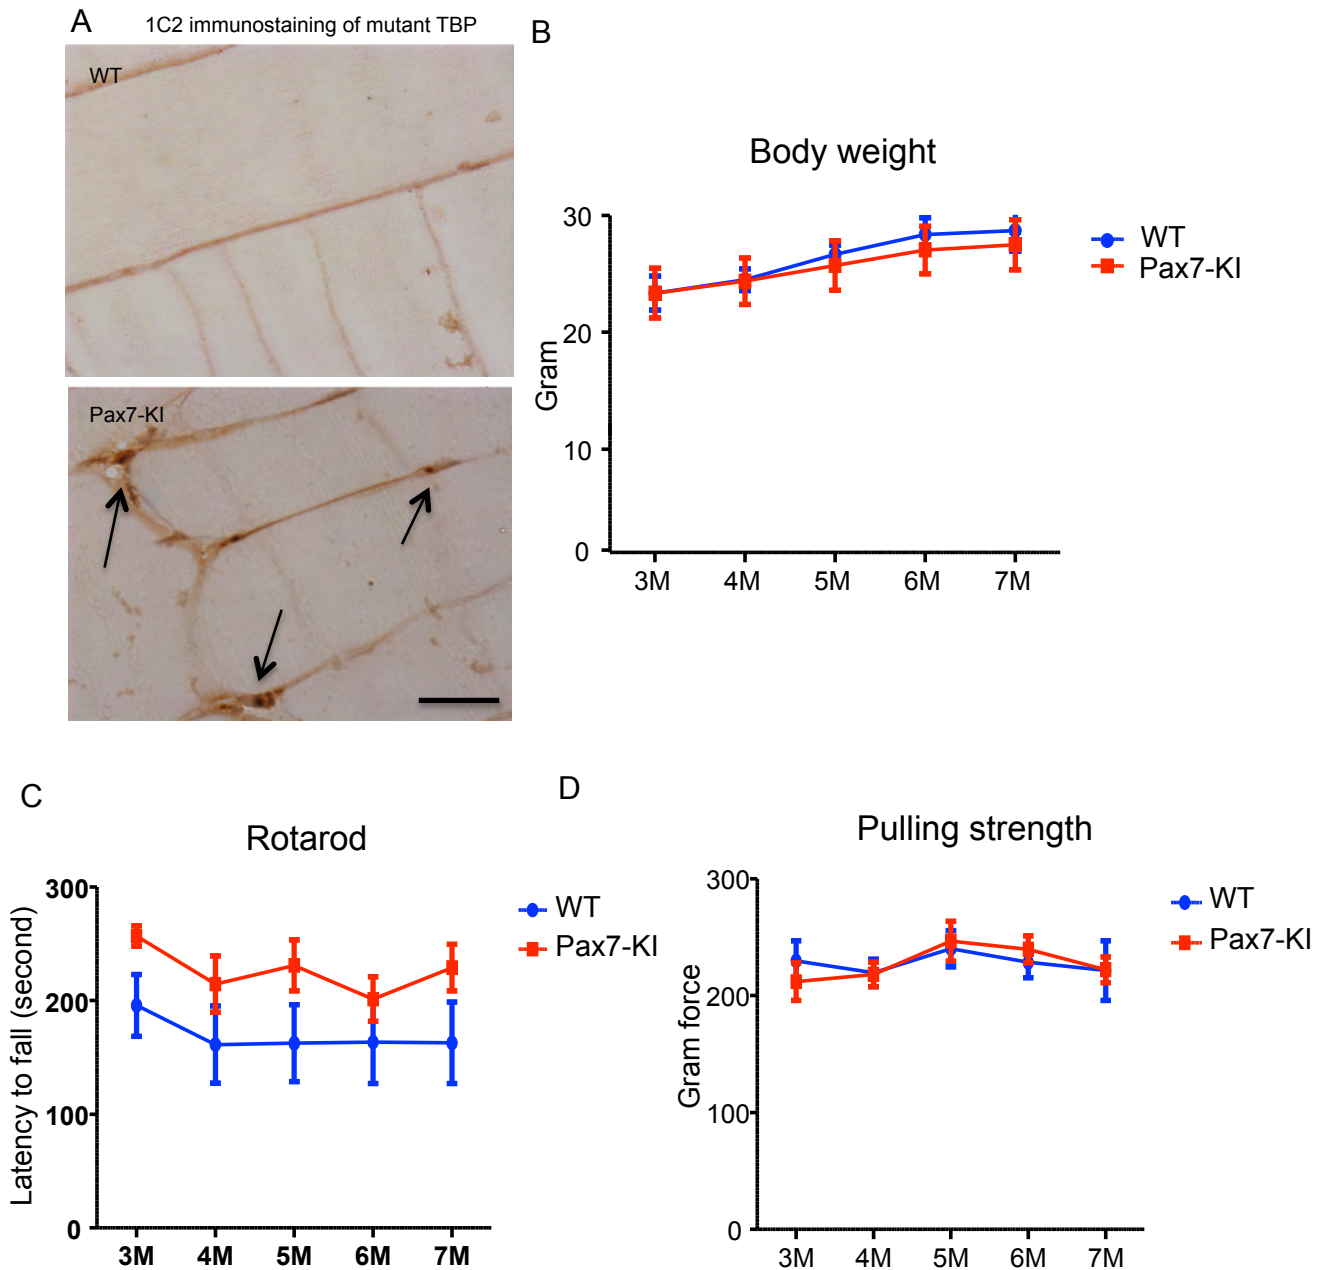 A
1C2 immunostaining of mutant TBP
WT
Pax7-KI
B
Body weight
30
20
10
0
Gram
3M 4M 5M 6M 7M
WT
Pax7-KI
C
Rotarod
300
200
100
0
Latency to fall (second)
3M 4M 5M 6M 7M
WT
Pax7-KI
D
Pulling strength
300
200
100
0
Gram force
3M 4M 5M 6M 7M
WT
Pax7-KI